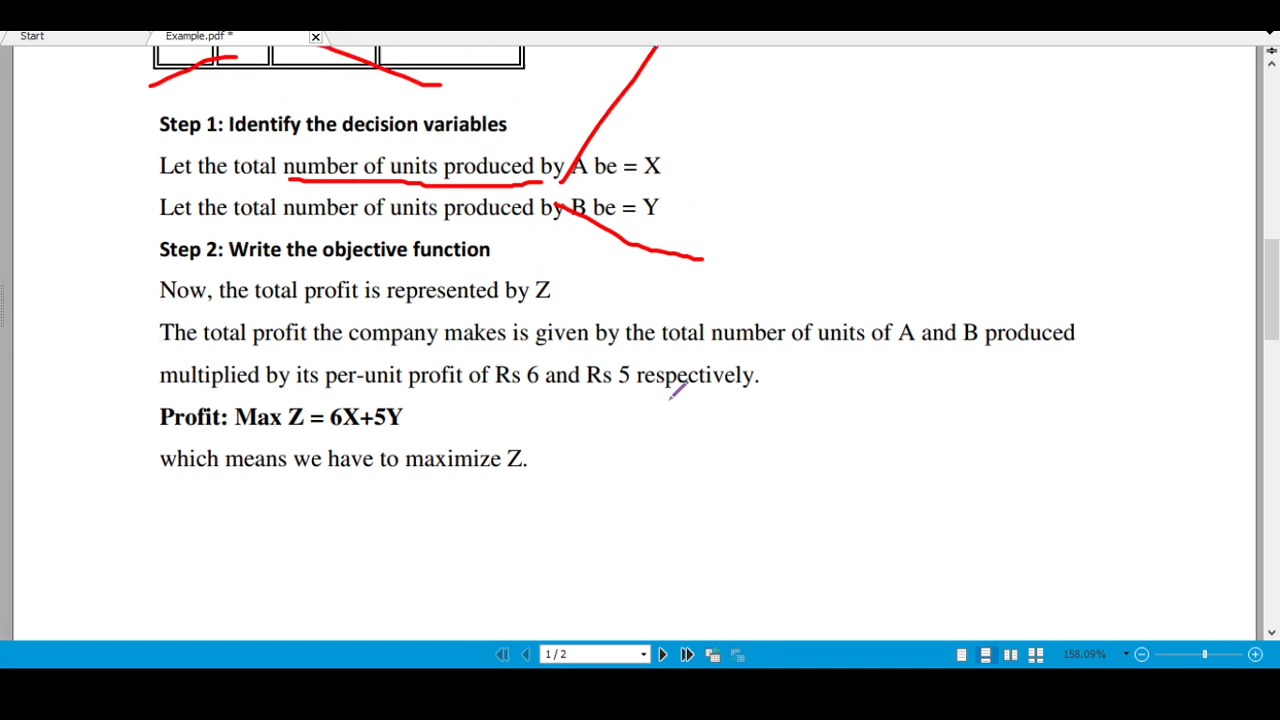 Start
Example.pdf *
Step 1: Identify the decision variables
Let the total number of units produced by A be = X
Let the total number of units produced by B be = Y
Step 2: Write the objective function
Now, the total profit is represented by Z
The total profit the company makes is given by the total number of units of A and B produced
multiplied by its per-unit profit of Rs 6 and Rs 5 respectively.
Profit: Max Z = 6X+5Y
which means we have to maximize Z.
1 / 2
158.09%